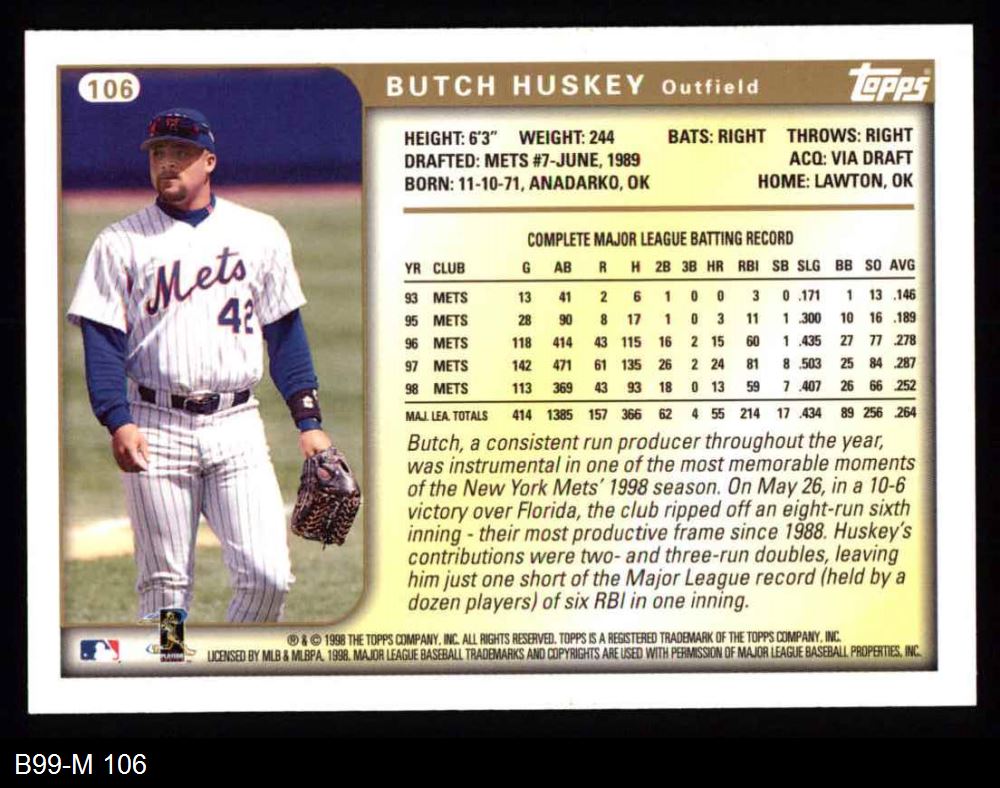 106
BUTCH HUSKEY Outfield
Topps
HEIGHT: 6'3" WEIGHT: 244 BATS: RIGHT THROWS: RIGHT
DRAFTED: METS #7-JUNE, 1989 ACQ: VIA DRAFT
BORN: 11-10-71, ANADARKO, OK HOME: LAWTON, OK
Mets
42
COMPLETE MAJOR LEAGUE BATTING RECORD
YR CLUB G AB R H 2B 3B HR RBI SB SLG BB SO AVG
93 METS 13 41 2 6 1 0 0 3 0 .171 1 13 .146
95 METS 28 90 8 17 1 0 3 11 1 .300 10 16 .189
96 METS 118 414 43 115 16 2 15 60 1 .435 27 77 .278
97 METS 142 471 61 135 26 2 24 81 8 .503 25 84 .287
98 METS 113 369 43 93 18 0 13 59 7 .407 26 66 .252
MAJ. LEA. TOTALS 414 1385 157 366 62 4 55 214 17 .434 89 256 .264
Butch, a consistent run producer throughout the year,
was instrumental in one of the most memorable moments
of the New York Mets' 1998 season. On May 26, in a 10-6
victory over Florida, the club ripped off an eight-run sixth
inning - their most productive frame since 1988. Huskey's
contributions were two- and three-run doubles, leaving
him just one short of the Major League record (held by a
dozen players) of six RBI in one inning.
® & © 1998 THE TOPPS COMPANY, INC. ALL RIGHTS RESERVED. TOPPS IS A REGISTERED TRADEMARK OF THE TOPPS COMPANY, INC.
LICENSED BY MLB & MLBPA, 1998. MAJOR LEAGUE BASEBALL TRADEMARKS AND COPYRIGHTS ARE USED WITH PERMISSION OF MAJOR LEAGUE BASEBALL PROPERTIES, INC.
B99-M 106